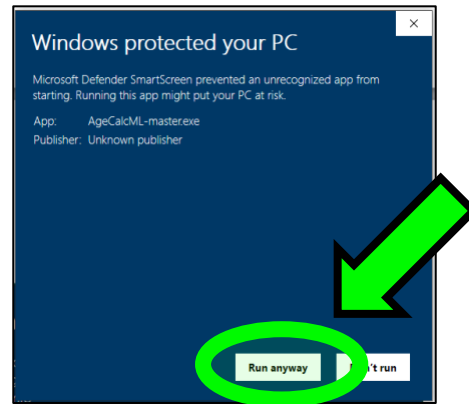 Windows protected your PC
Microsoft Defender SmartScreen prevented an unrecognized app from
starting. Running this app might put your PC at risk.
App: AgeCalcML-master.exe
Publisher: Unknown publisher
Run anyway
run